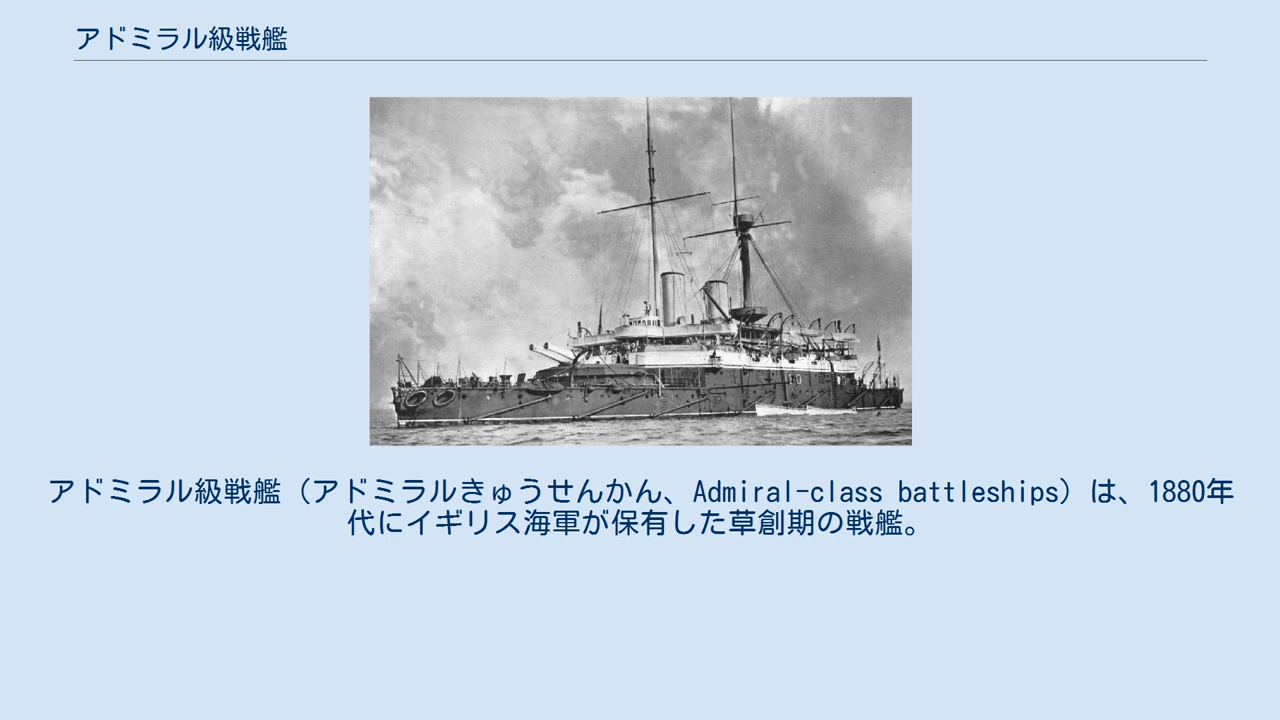 アドミラル級戦艦
アドミラル級戦艦（アドミラルきゅうせんかん、Admiral-class battleships）は、1880年
代にイギリス海軍が保有した草創期の戦艦。